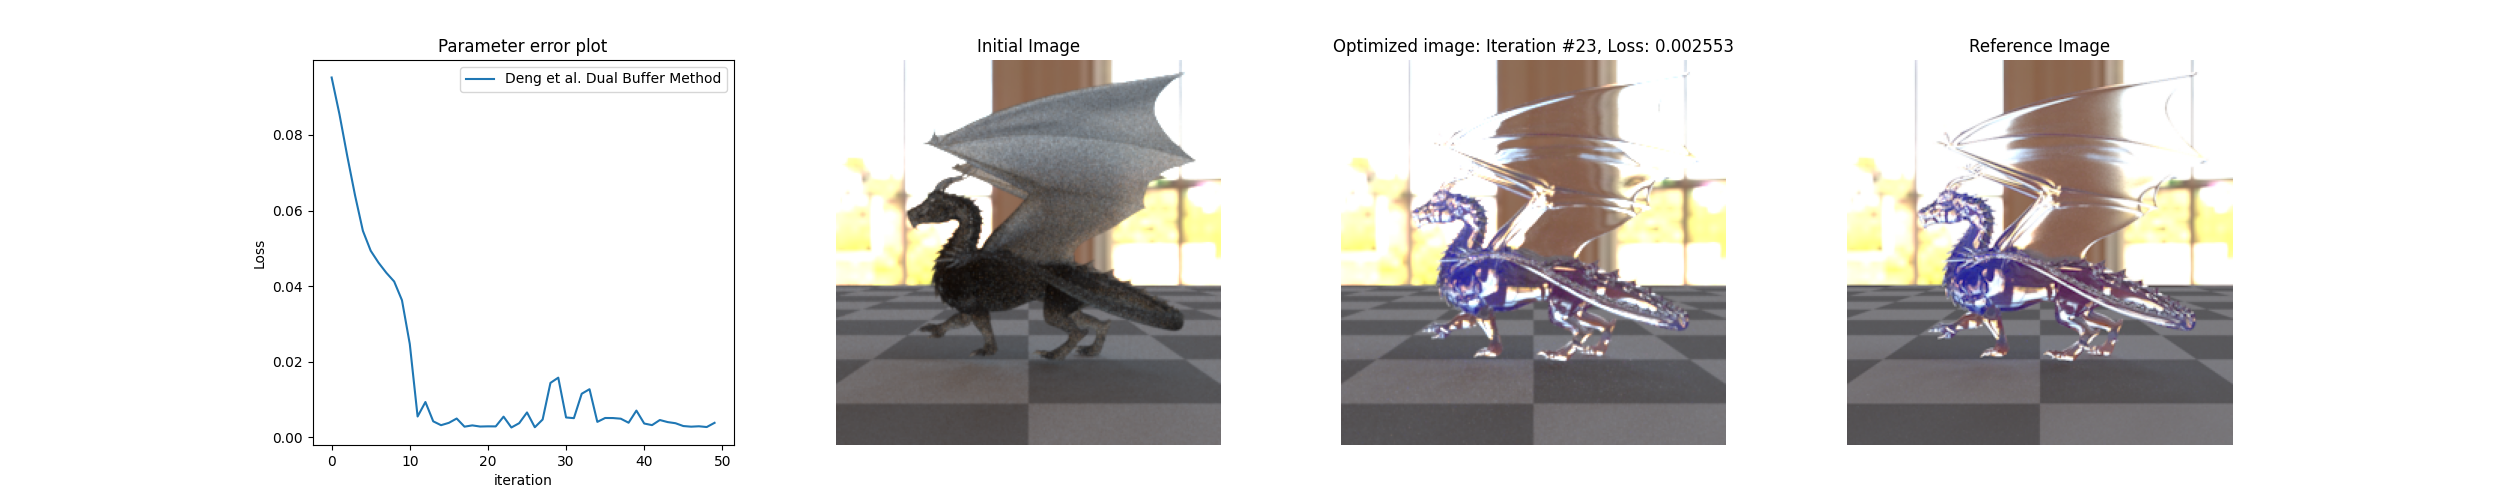 Parameter error plot
Deng et al. Dual Buffer Method
Loss
0.08
0.06
0.04
0.02
0.00
0 10 20 30 40 50
iteration
Initial Image
Optimized image: Iteration #23, Loss: 0.002553
Reference Image